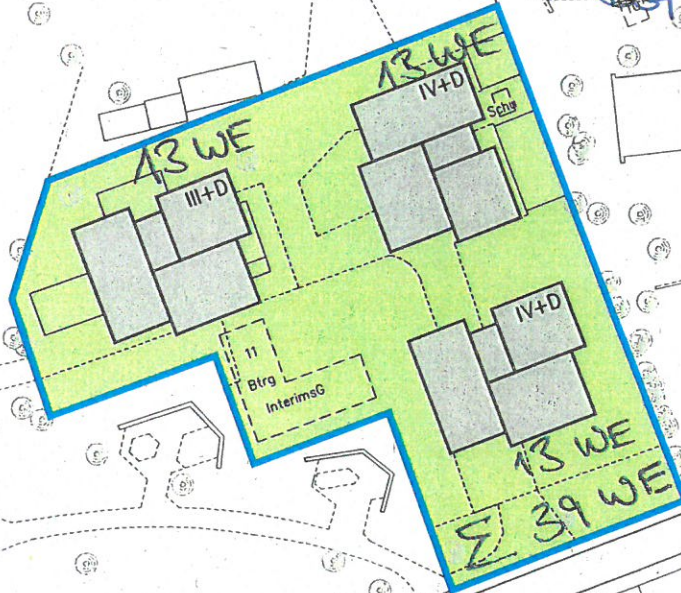 13 WE
IV+D
Schu
13 WE
III+D
IV+D
11
Btrg
InterimsG
13 WE
Σ 39 WE